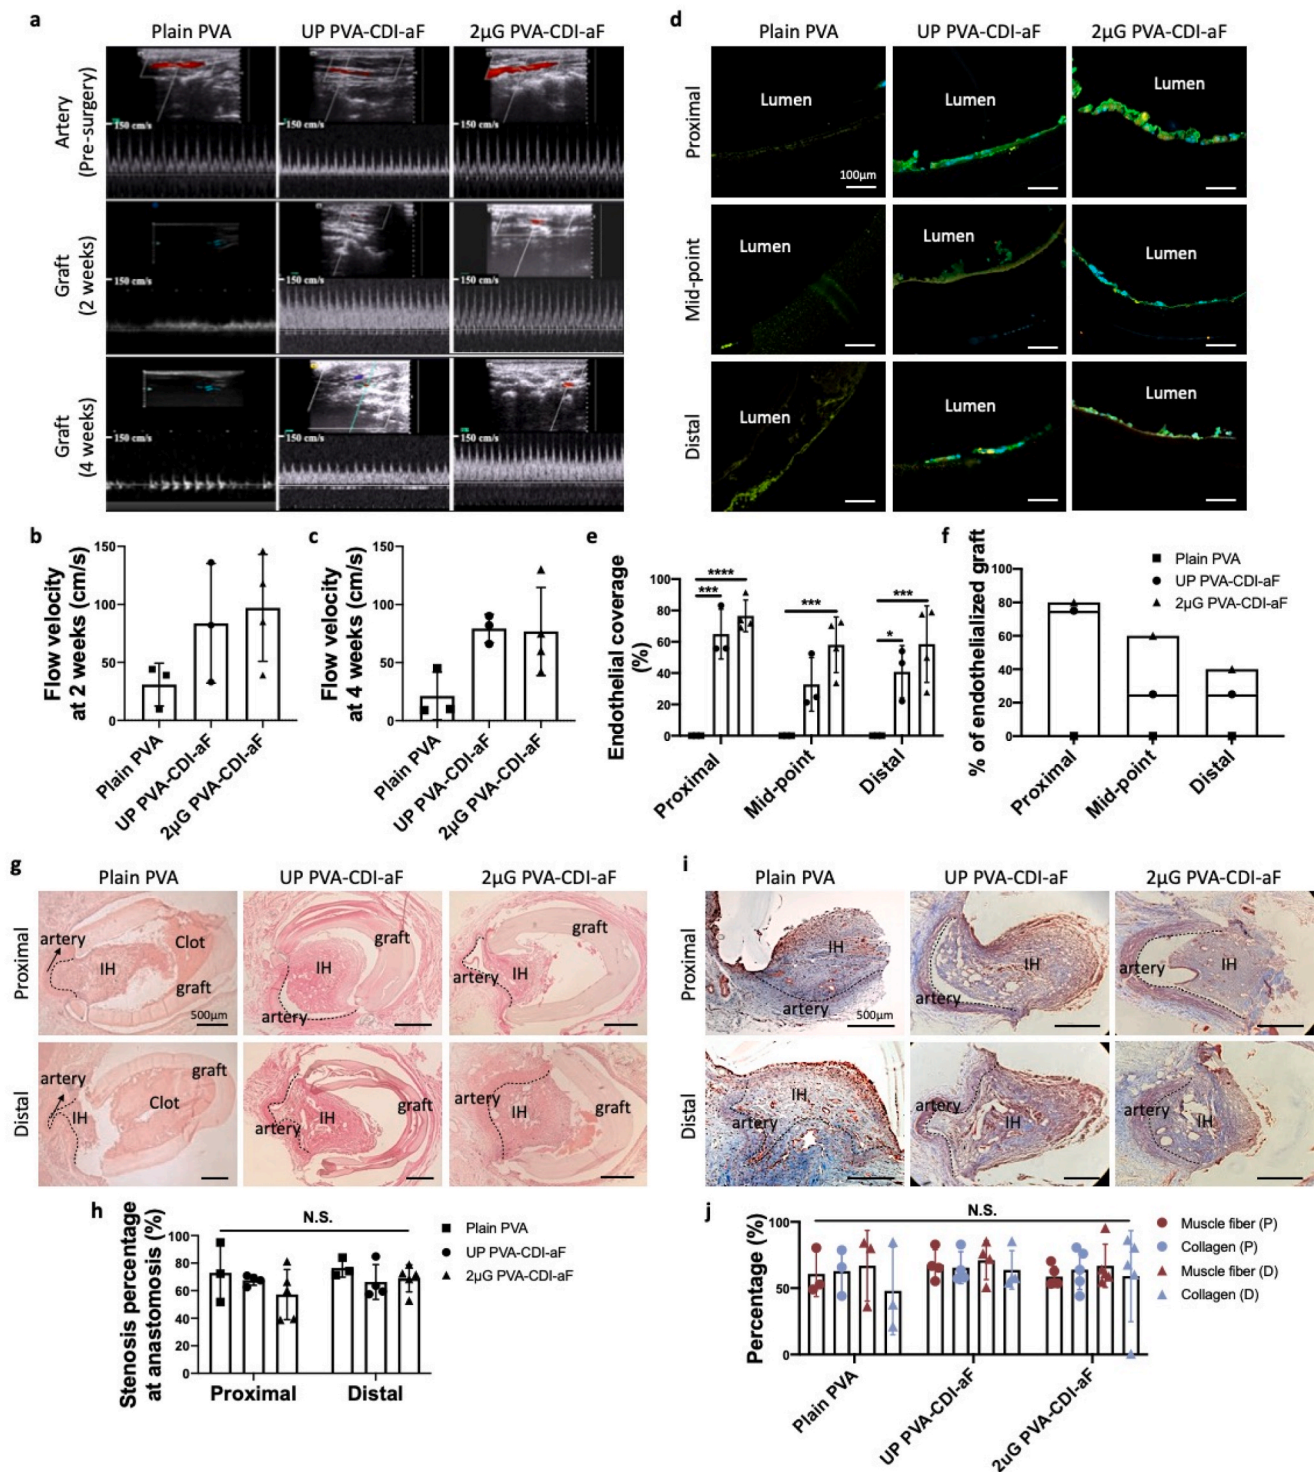 a
Plain PVA
UP PVA-CDI-aF
2µG PVA-CDI-aF
Artery
(Pre-surgery)
150 cm/s
150 cm/s
150 cm/s
Graft
(2 weeks)
150 cm/s
150 cm/s
150 cm/s
Graft
(4 weeks)
150 cm/s
150 cm/s
150 cm/s
d
Plain PVA
UP PVA-CDI-aF
2µG PVA-CDI-aF
Proximal
Lumen
Lumen
Lumen
100µm
Mid-point
Lumen
Lumen
Lumen
Distal
Lumen
Lumen
Lumen
b
Flow velocity
at 2 weeks (cm/s)
150
100
50
0
Plain PVA
UP PVA-CDI-aF
2µG PVA-CDI-aF
c
Flow velocity
at 4 weeks (cm/s)
150
100
50
0
Plain PVA
UP PVA-CDI-aF
2µG PVA-CDI-aF
e
Endothelial coverage
(%)
100
80
60
40
20
0
****
***
***
***
*
Proximal
Mid-point
Distal
f
% of endothelialized graft
100
80
60
40
20
0
Plain PVA
UP PVA-CDI-aF
2µG PVA-CDI-aF
Proximal
Mid-point
Distal
g
Plain PVA
UP PVA-CDI-aF
2µG PVA-CDI-aF
Proximal
artery
Clot
IH
graft
500µm
graft
IH
artery
graft
artery
IH
Distal
artery
graft
IH
Clot
IH
graft
artery
IH
graft
artery
i
Plain PVA
UP PVA-CDI-aF
2µG PVA-CDI-aF
Proximal
IH
artery
500µm
IH
artery
IH
artery
Distal
IH
artery
artery
IH
artery
IH
h
Stenosis percentage
at anastomosis (%)
100
80
60
40
20
0
N.S.
Plain PVA
UP PVA-CDI-aF
2µG PVA-CDI-aF
Proximal
Distal
j
Percentage (%)
100
50
0
N.S.
Muscle fiber (P)
Collagen (P)
Muscle fiber (D)
Collagen (D)
Plain PVA
UP PVA-CDI-aF
2uG PVA-CDI-aF